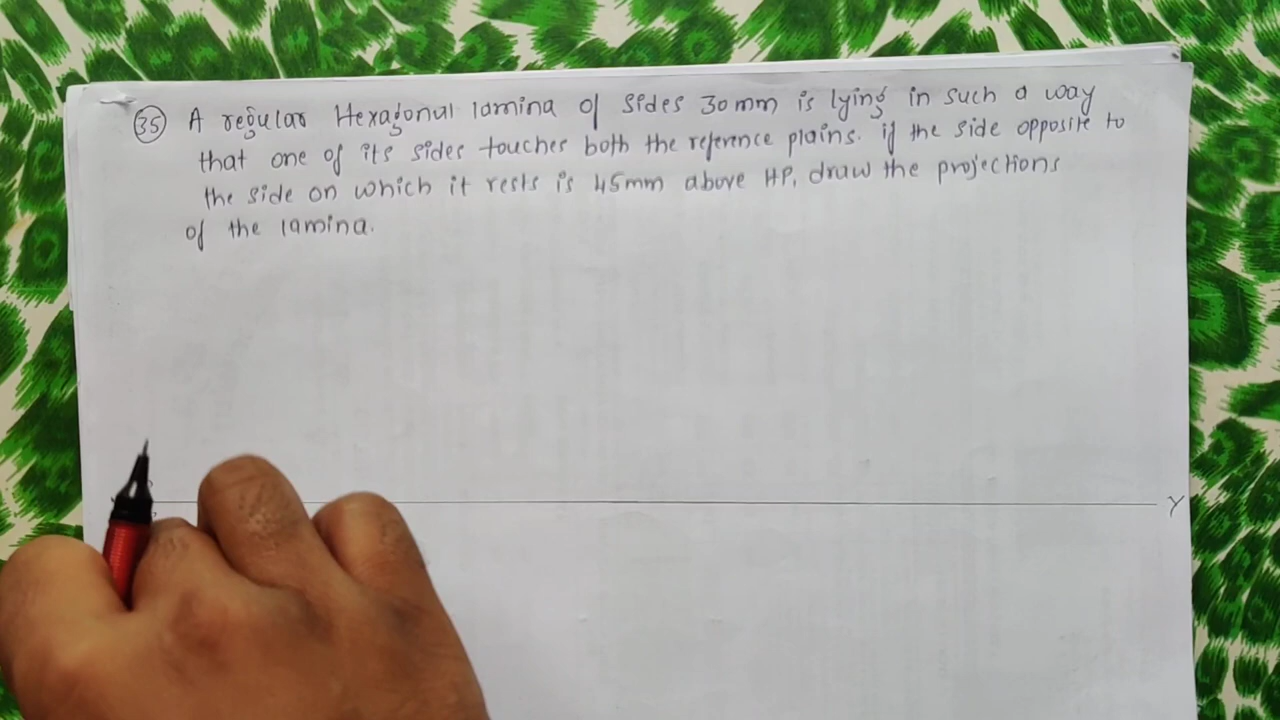 35 A regular Hexagonal lamina of sides 30mm is lying in such a way
that one of its sides touches both the reference plains. if the side opposite to
the side on which it rests is 45mm above HP, draw the projections
of the lamina.
Y